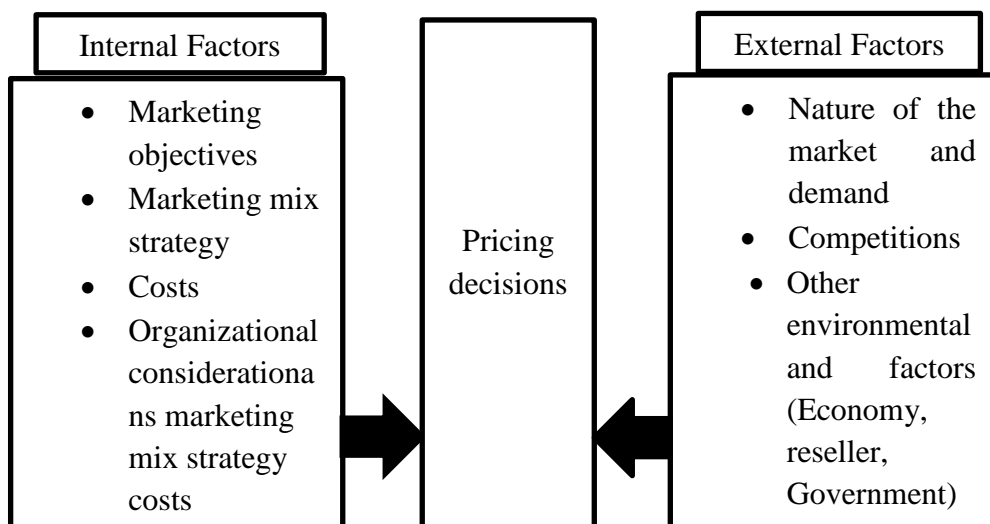 Internal Factors
• Marketing
objectives
• Marketing mix
strategy
• Costs
• Organizational
considerationa
ns marketing
mix strategy
costs
Pricing
decisions
External Factors
• Nature of the
market and
demand
• Competitions
• Other
environmental
and factors
(Economy,
reseller,
Government)